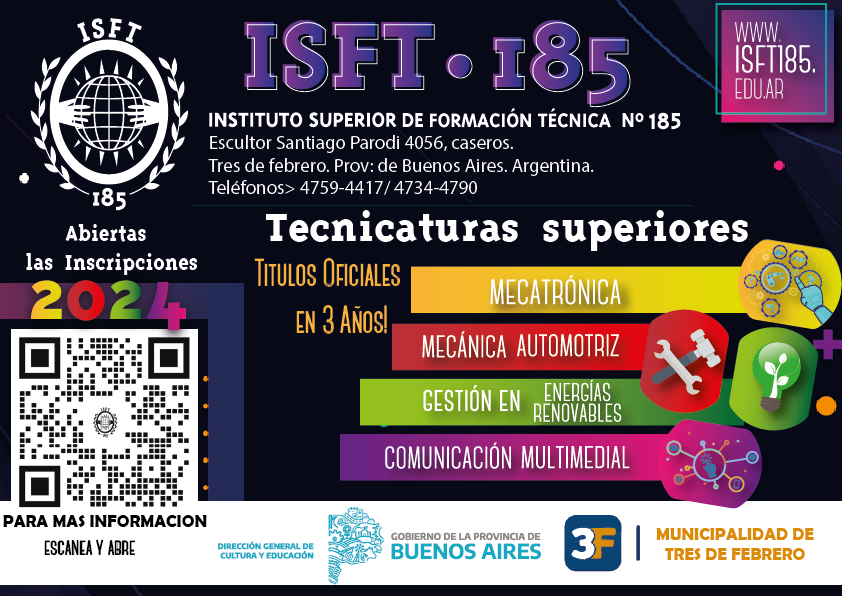 ISFT
185
ISFT · 185
WWW.
ISFT185.
EDU.AR
INSTITUTO SUPERIOR DE FORMACIÓN TÉCNICA Nº 185
Escultor Santiago Parodi 4056, caseros.
Tres de febrero. Prov: de Buenos Aires. Argentina.
Teléfonos> 4759-4417/ 4734-4790
Abiertas
las Inscripciones
2024
Tecnicaturas superiores
TITULOS OFICIALES
EN 3 AÑOS!
MECATRÓNICA
MECÁNICA AUTOMOTRIZ
GESTIÓN EN ENERGÍAS
RENOVABLES
COMUNICACIÓN MULTIMEDIAL
ISFT
185
PARA MAS INFORMACION
ESCANEA Y ABRE
DIRECCIÓN GENERAL DE
CULTURA Y EDUCACIÓN
GOBIERNO DE LA PROVINCIA DE
BUENOS AIRES
3F
MUNICIPALIDAD DE
TRES DE FEBRERO